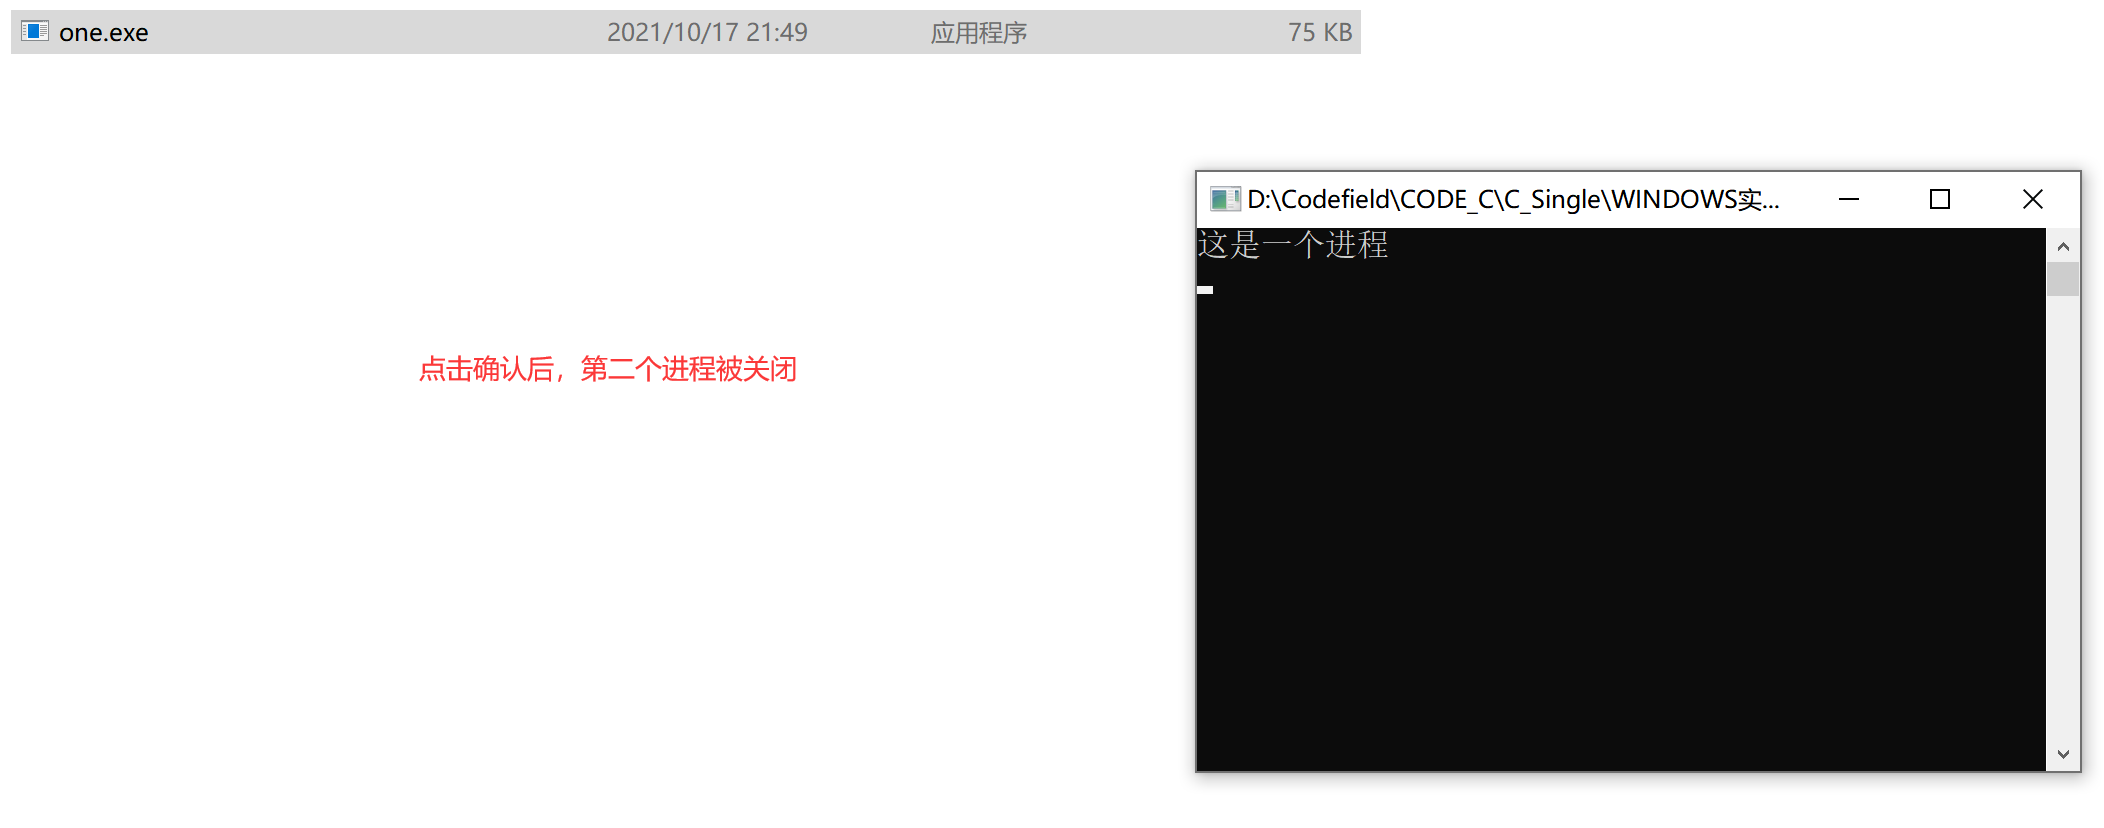 one.exe 2021/10/17 21:49 应用程序 75 KB
D:\Codefield\CODE_C\C_Single\WINDOWS实...
这是一个进程
点击确认后，第二个进程被关闭